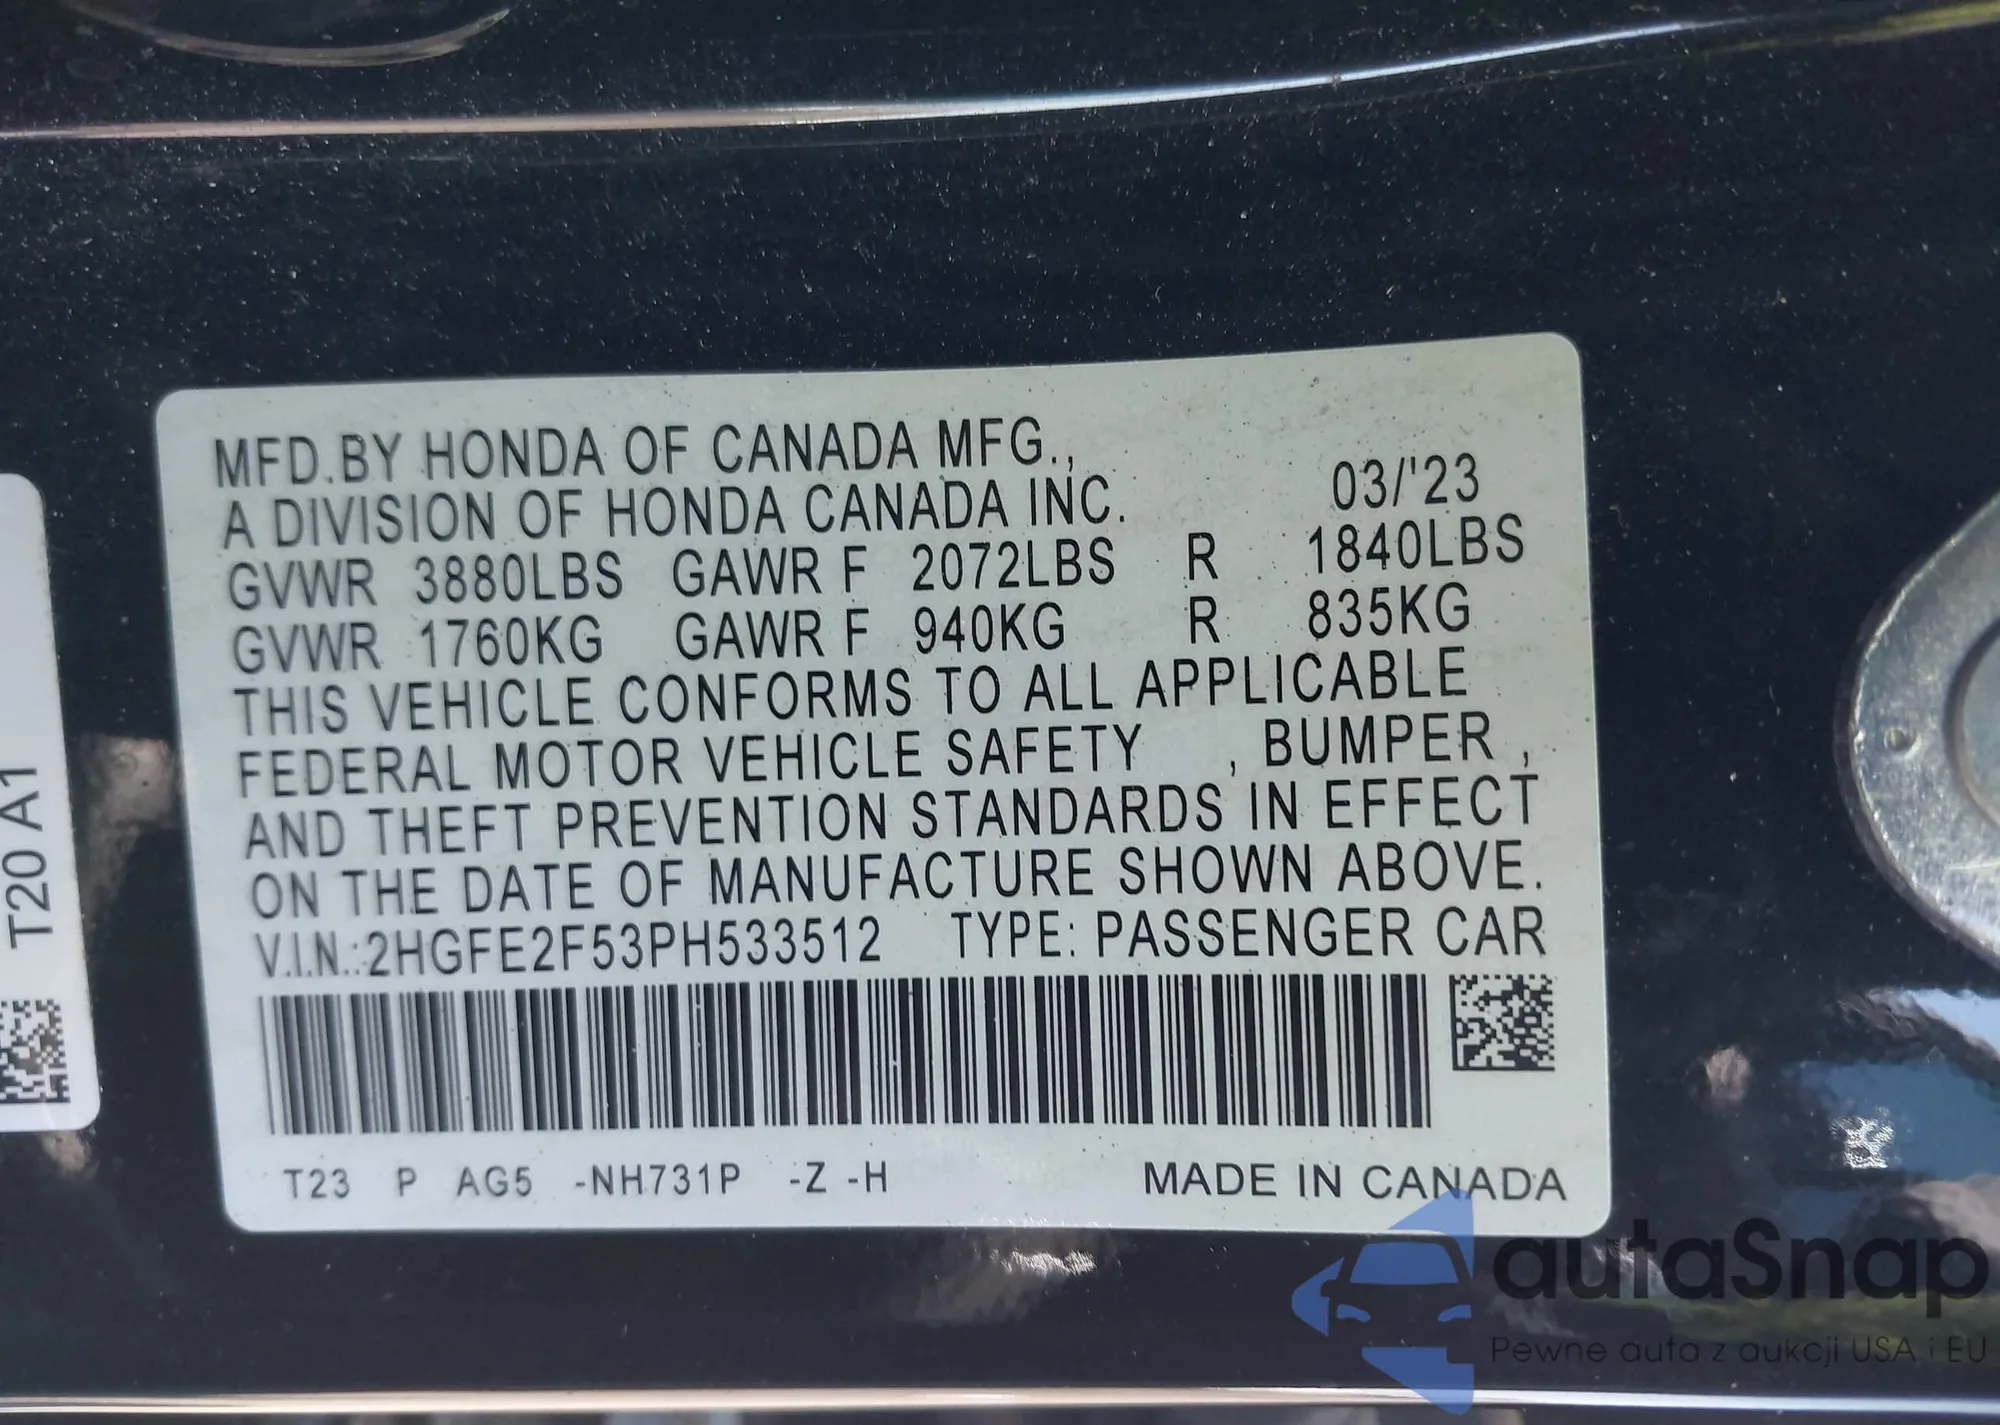 MFD.BY HONDA OF CANADA MFG.,
A DIVISION OF HONDA CANADA INC. 03/'23
GVWR 3880LBS GAWR F 2072LBS R 1840LBS
GVWR 1760KG GAWR F 940KG R 835KG
THIS VEHICLE CONFORMS TO ALL APPLICABLE
FEDERAL MOTOR VEHICLE SAFETY , BUMPER ,
AND THEFT PREVENTION STANDARDS IN EFFECT
ON THE DATE OF MANUFACTURE SHOWN ABOVE.
V.I.N.:2HGFE2F53PH533512 TYPE: PASSENGER CAR
T23 P AG5 -NH731P -Z -H MADE IN CANADA
T20 A1
autaSnap
Pewne auta z aukcji USA i EU